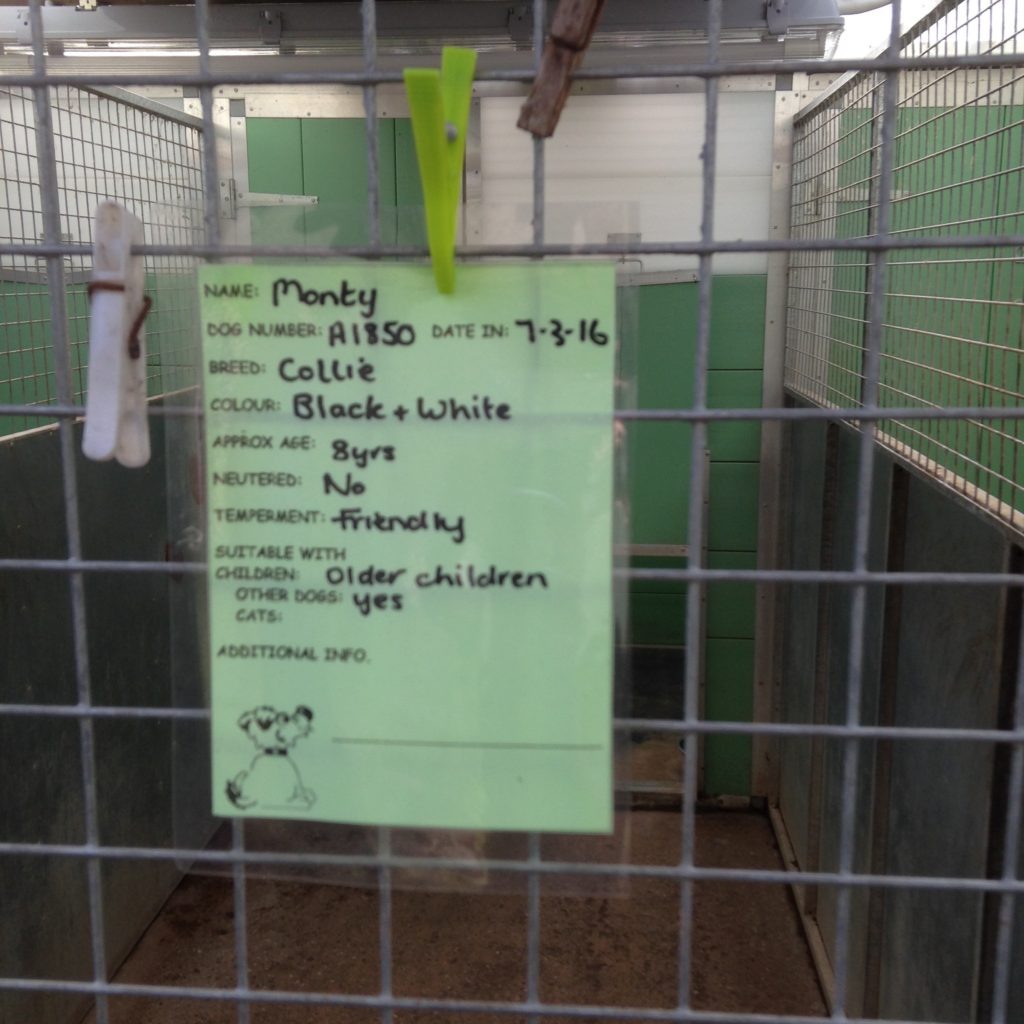 NAME: Monty
DOG NUMBER: A1850 DATE IN: 7-3-16
BREED: Collie
COLOUR: Black + White
APPROX AGE: 8yrs
NEUTERED: No
TEMPERMENT: Friendly
SUITABLE WITH
CHILDREN: Older children
OTHER DOGS: yes
CATS:
ADDITIONAL INFO.